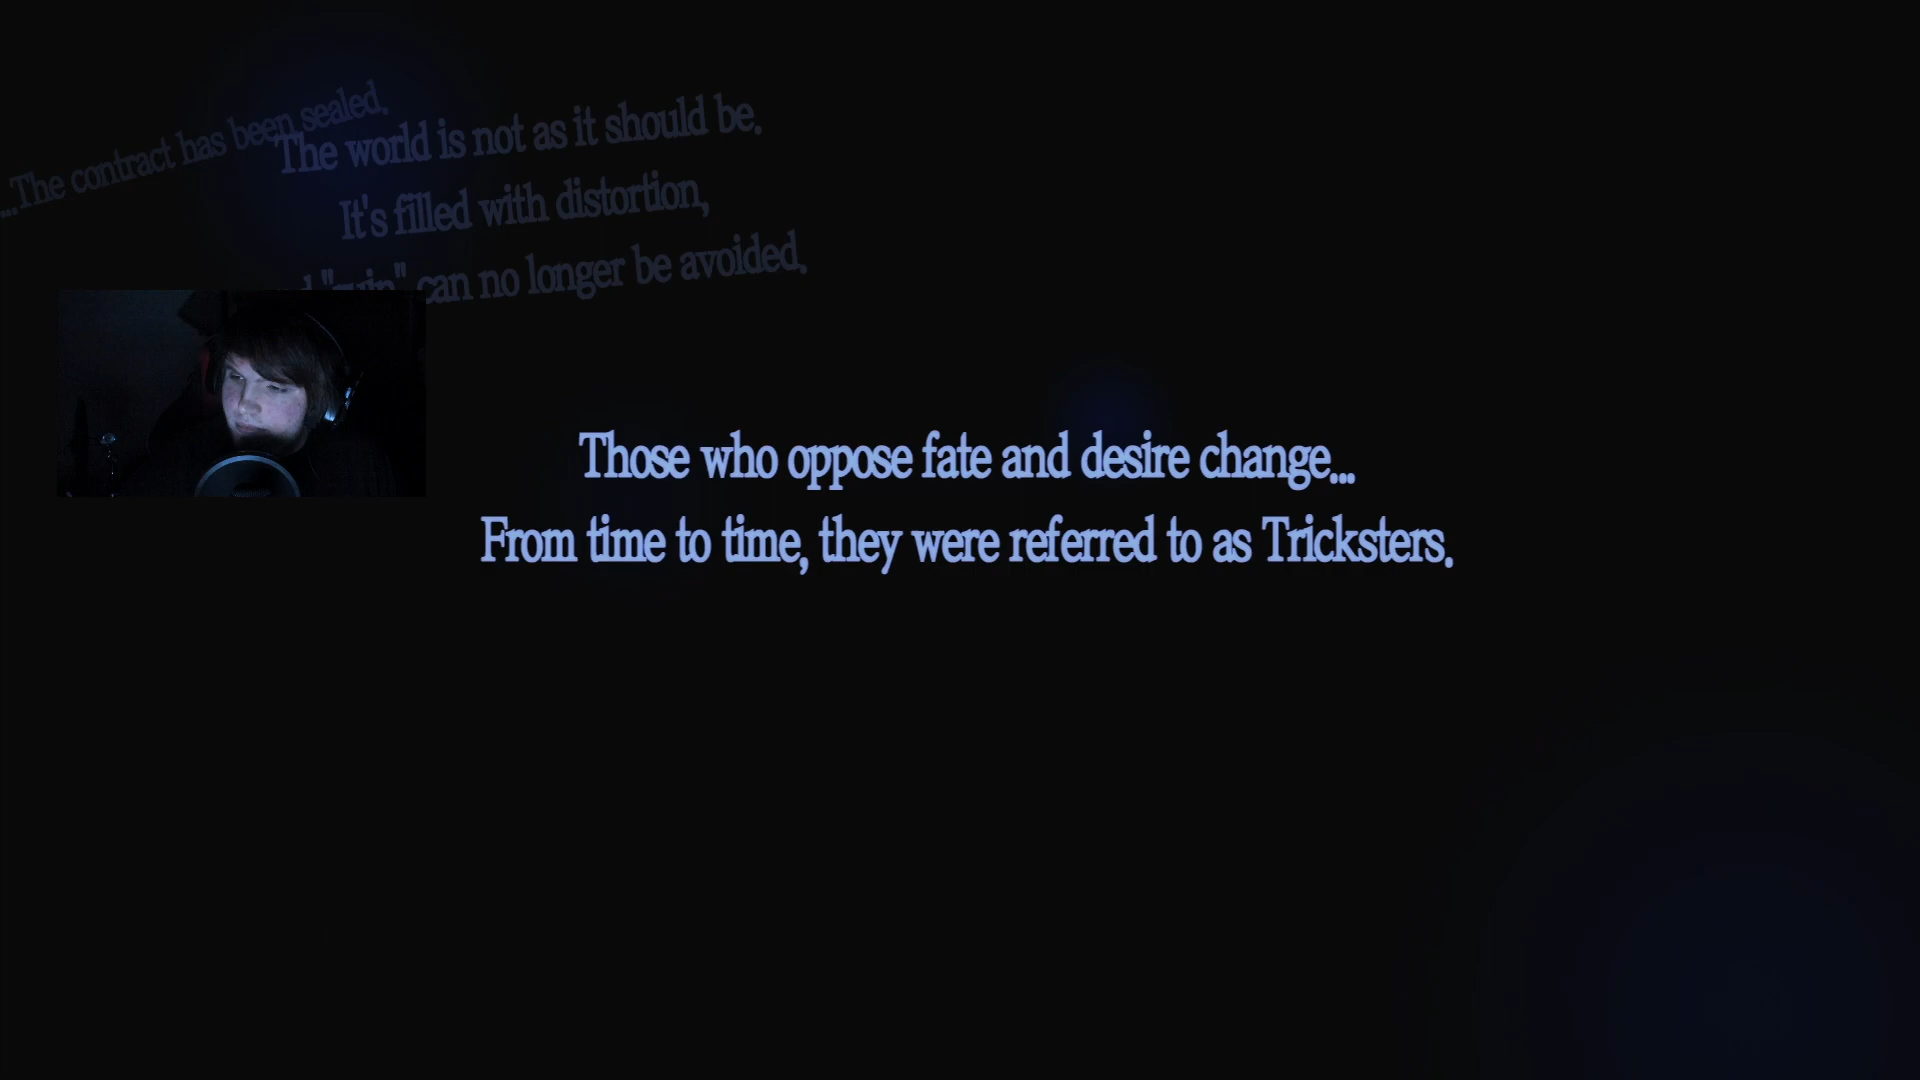 ...The contract has been sealed,
The world is not as it should be.
It's filled with distortion,
can no longer be avoided,
Those who oppose fate and desire change...
From time to time, they were referred to as Tricksters.